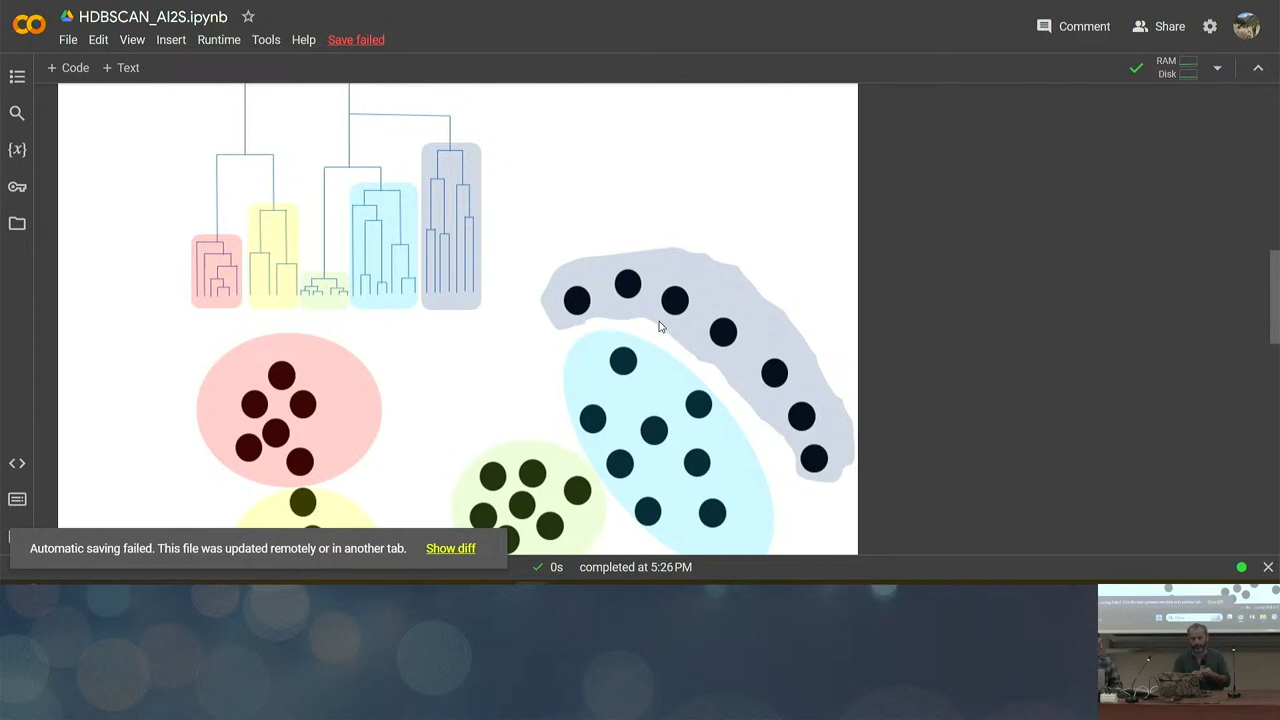 HDBSCAN_AI2S.ipynb
Comment
Share
File Edit View Insert Runtime Tools Help Save failed
+ Code + Text
RAM
Disk
{x}
Automatic saving failed. This file was updated remotely or in another tab. Show diff
0s completed at 5:26 PM